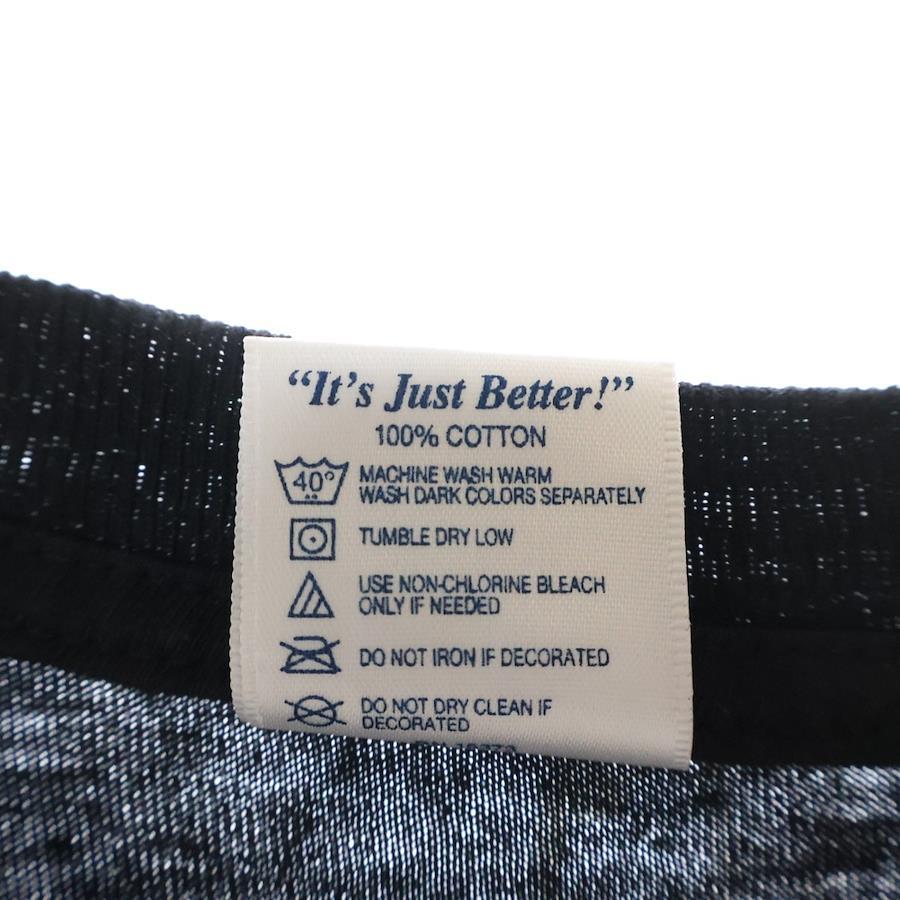 “It’s Just Better!”
100% COTTON
40°
MACHINE WASH WARM
WASH DARK COLORS SEPARATELY
TUMBLE DRY LOW
USE NON-CHLORINE BLEACH
ONLY IF NEEDED
DO NOT IRON IF DECORATED
DO NOT DRY CLEAN IF
DECORATED